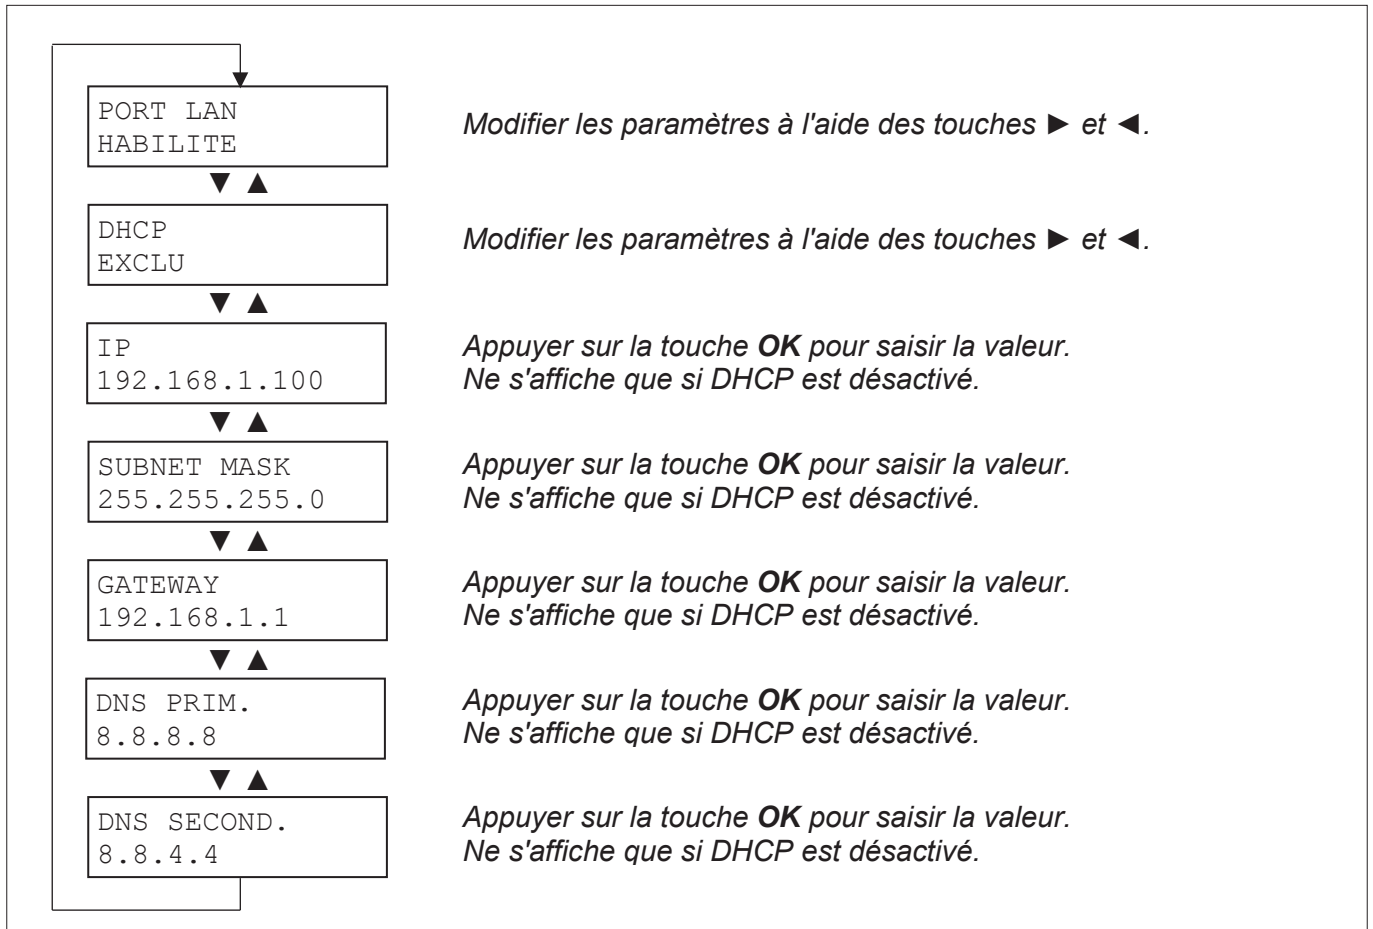 PORT LAN
HABILITE
Modifier les paramètres à l'aide des touches ► et ◄.
▼ ▲
DHCP
EXCLU
Modifier les paramètres à l'aide des touches ► et ◄.
▼ ▲
IP
192.168.1.100
Appuyer sur la touche OK pour saisir la valeur.
Ne s'affiche que si DHCP est désactivé.
▼ ▲
SUBNET MASK
255.255.255.0
Appuyer sur la touche OK pour saisir la valeur.
Ne s'affiche que si DHCP est désactivé.
▼ ▲
GATEWAY
192.168.1.1
Appuyer sur la touche OK pour saisir la valeur.
Ne s'affiche que si DHCP est désactivé.
▼ ▲
DNS PRIM.
8.8.8.8
Appuyer sur la touche OK pour saisir la valeur.
Ne s'affiche que si DHCP est désactivé.
▼ ▲
DNS SECOND.
8.8.4.4
Appuyer sur la touche OK pour saisir la valeur.
Ne s'affiche que si DHCP est désactivé.